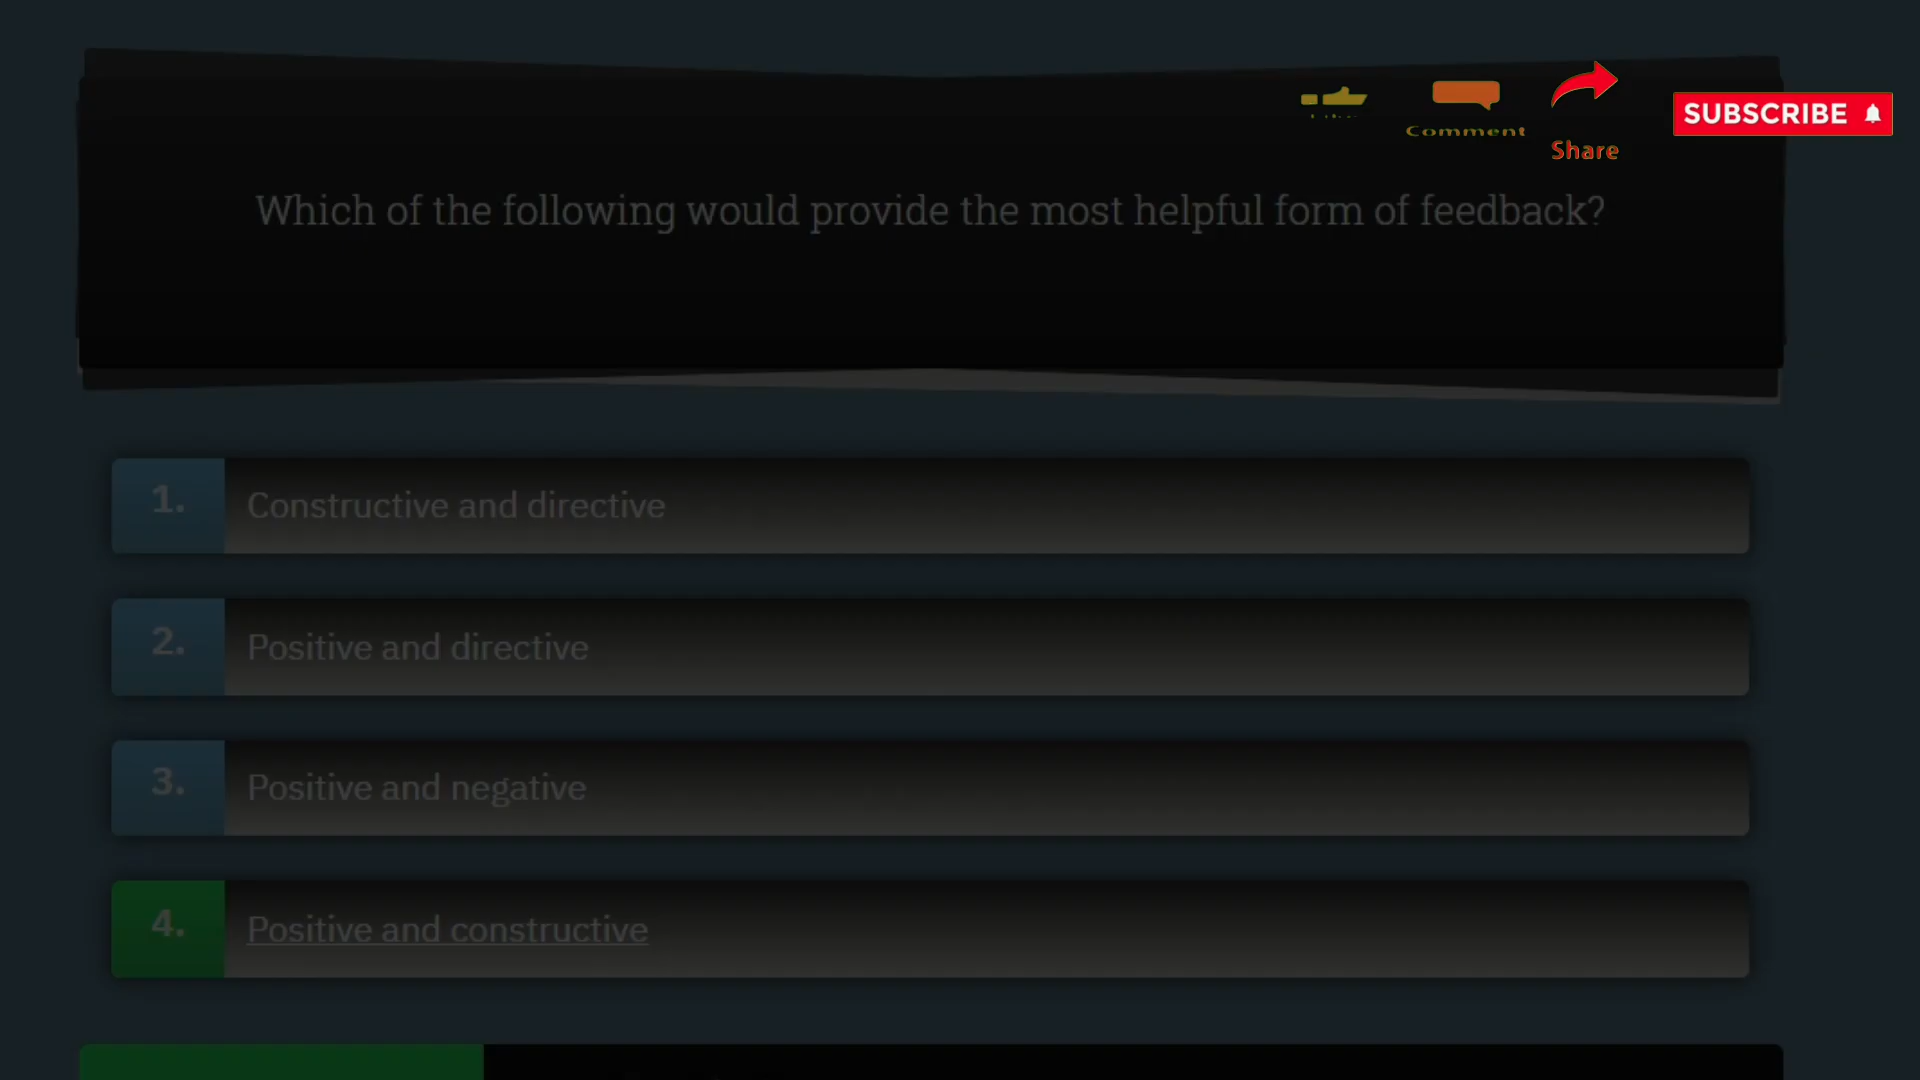 Comment
Share
SUBSCRIBE
Which of the following would provide the most helpful form of feedback?
1.
Constructive and directive
2.
Positive and directive
3.
Positive and negative
4.
Positive and constructive